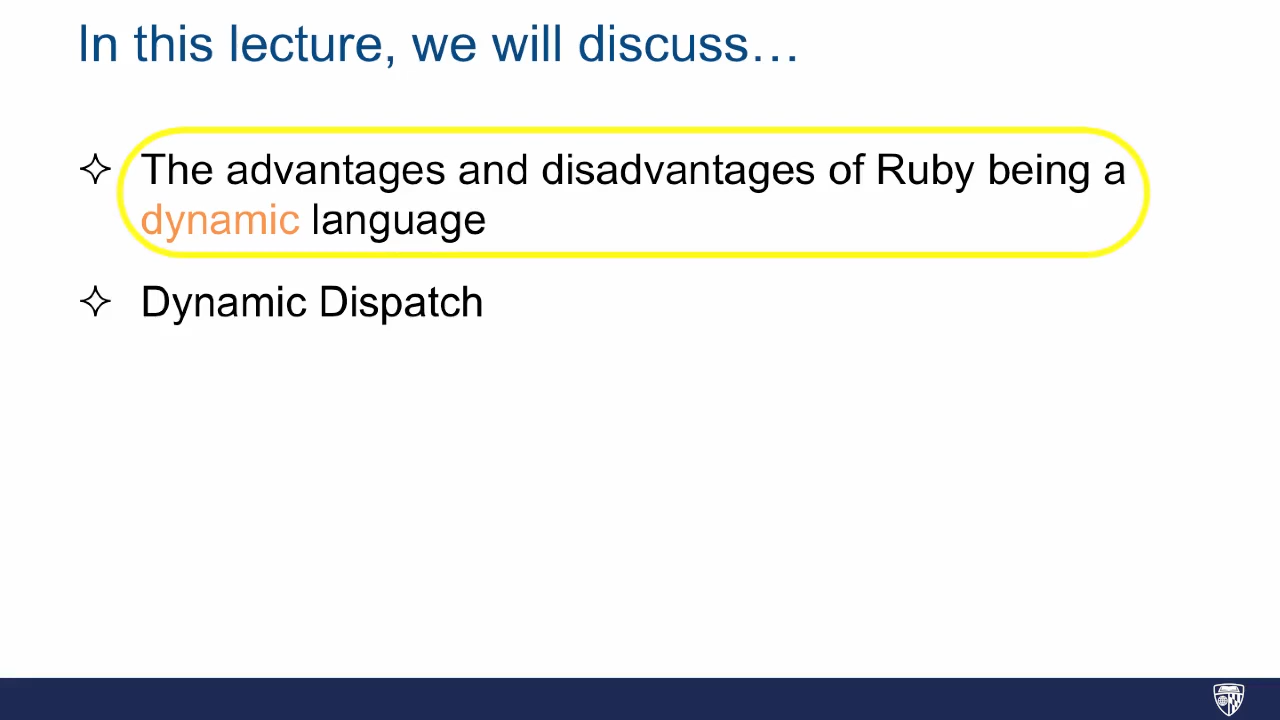 In this lecture, we will discuss…
✧ The advantages and disadvantages of Ruby being a
dynamic language
✧ Dynamic Dispatch